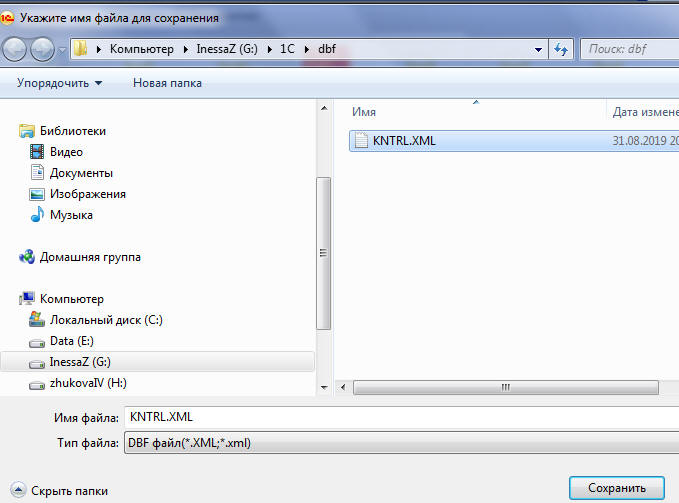 Укажите имя файла для сохранения
Компьютер InessaZ (G:) 1C dbf
Поиск: dbf
Упорядочить Новая папка
Имя Дата измене
Библиотеки
Видео
Документы
Изображения
Музыка
Домашняя группа
Компьютер
Локальный диск (C:)
Data (E:)
InessaZ (G:)
zhukovaIV (H:)
KNTRL.XML 31.08.2019 20
Имя файла: KNTRL.XML
Тип файла: DBF файл(*.XML;*.xml)
Скрыть папки Сохранить